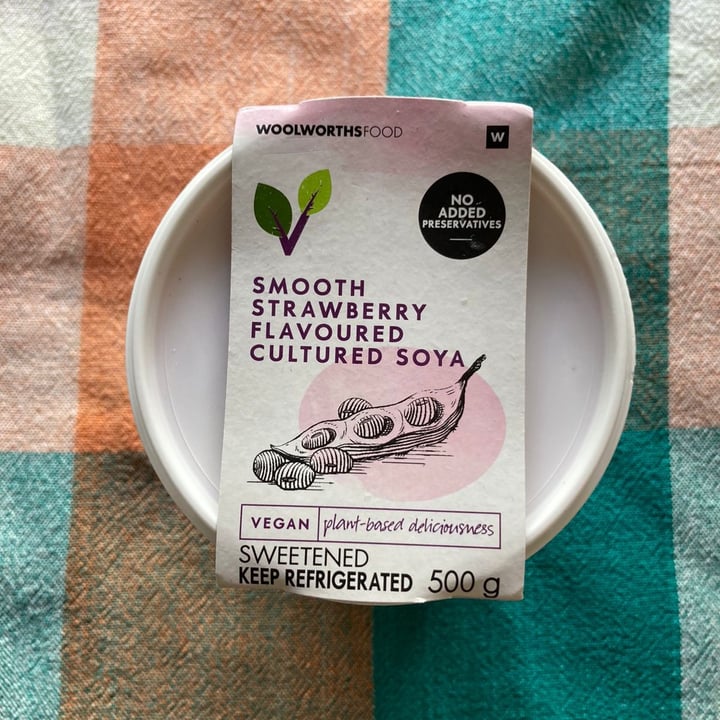 WOOLWORTHSFOOD
W
NO
ADDED
PRESERVATIVES
SMOOTH
STRAWBERRY
FLAVOURED
CULTURED SOYA
VEGAN plant-based deliciousness
SWEETENED
KEEP REFRIGERATED 500 g